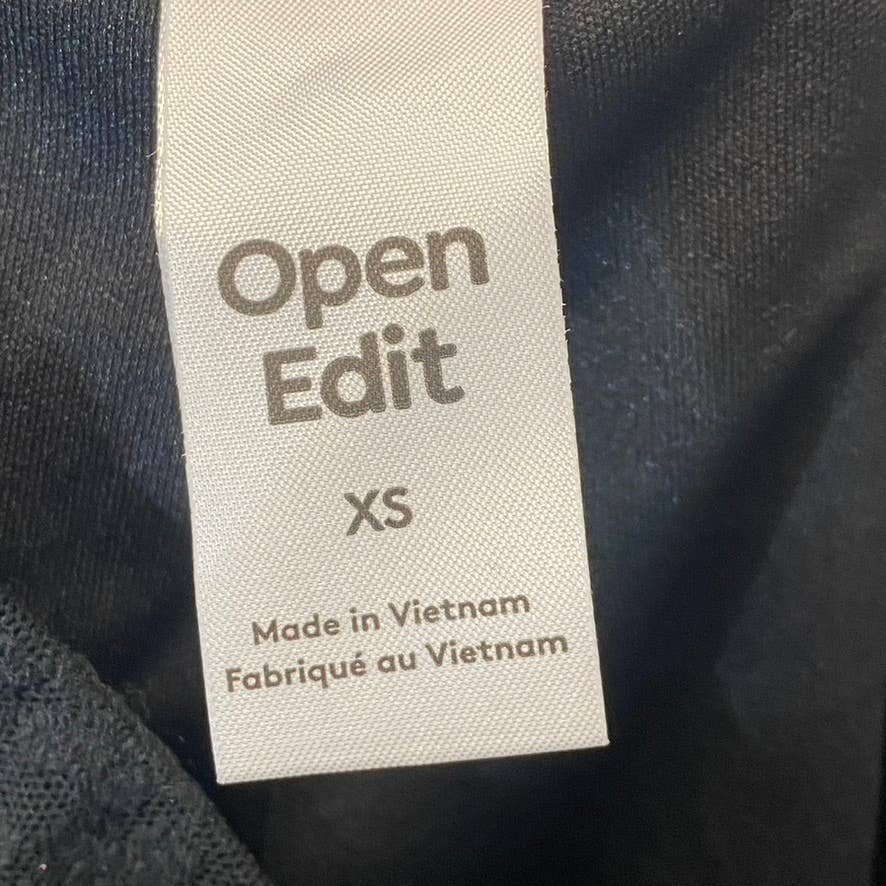 Open
Edit
XS
Made in Vietnam
Fabriqué au Vietnam